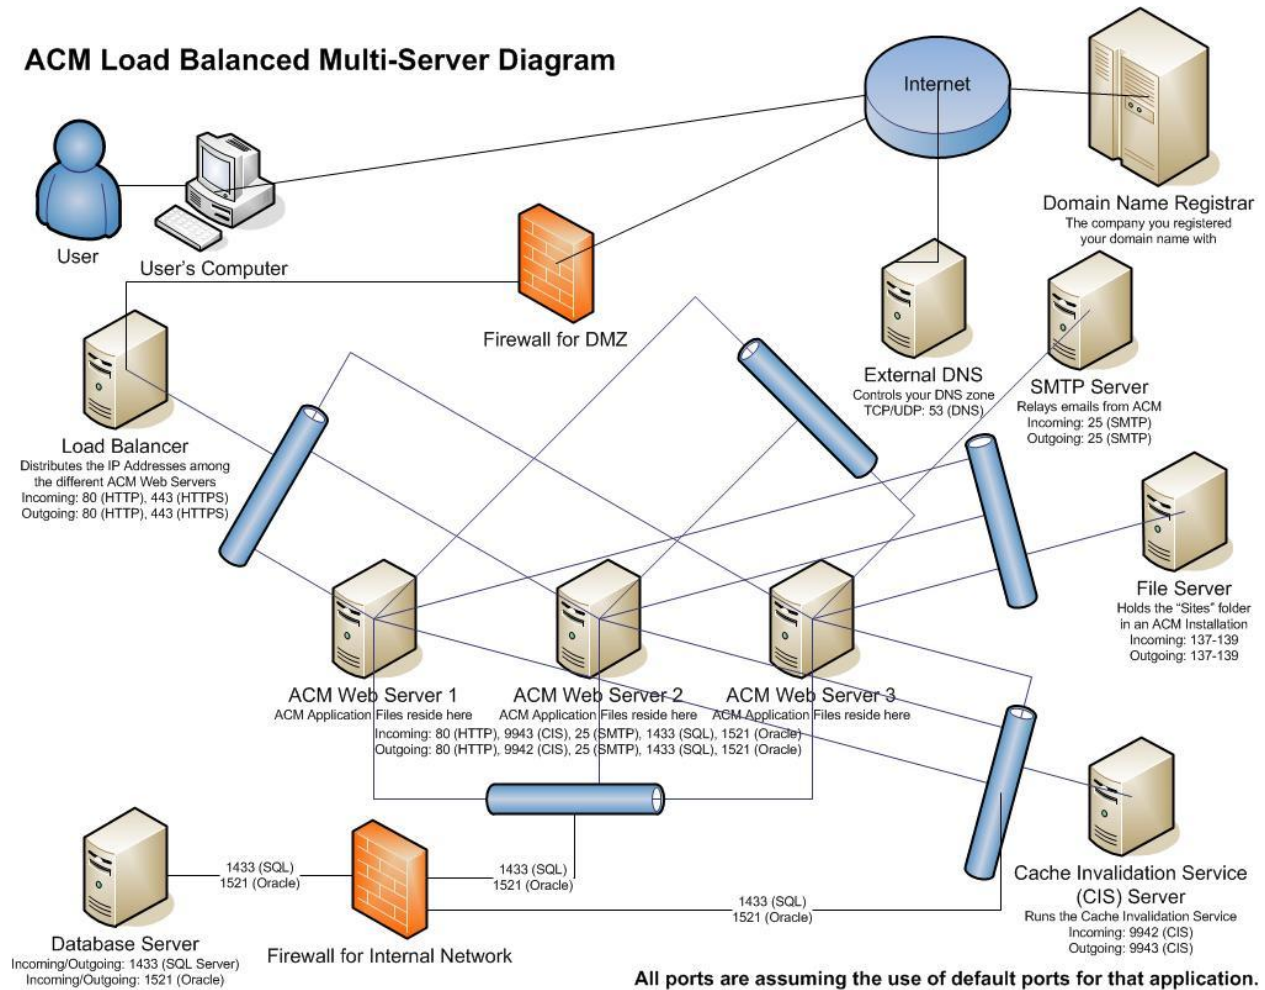 ACM Load Balanced Multi-Server Diagram
Internet
Domain Name Registrar
The company you registered
your domain name with
User
User's Computer
Firewall for DMZ
External DNS
Controls your DNS zone
TCP/UDP: 53 (DNS)
SMTP Server
Relays emails from ACM
Incoming: 25 (SMTP)
Outgoing: 25 (SMTP)
Load Balancer
Distributes the IP Addresses among
the different ACM Web Servers
Incoming: 80 (HTTP), 443 (HTTPS)
Outgoing: 80 (HTTP), 443 (HTTPS)
File Server
Holds the "Sites" folder
in an ACM Installation
Incoming: 137-139
Outgoing: 137-139
ACM Web Server 1
ACM Application Files reside here
ACM Web Server 2
ACM Application Files reside here
ACM Web Server 3
ACM Application Files reside here
Incoming: 80 (HTTP), 9943 (CIS), 25 (SMTP), 1433 (SQL), 1521 (Oracle)
Outgoing: 80 (HTTP), 9942 (CIS), 25 (SMTP), 1433 (SQL), 1521 (Oracle)
1433 (SQL)
1521 (Oracle)
1433 (SQL)
1521 (Oracle)
1433 (SQL)
1521 (Oracle)
Cache Invalidation Service
(CIS) Server
Runs the Cache Invalidation Service
Incoming: 9942 (CIS)
Outgoing: 9943 (CIS)
Database Server
Incoming/Outgoing: 1433 (SQL Server)
Incoming/Outgoing: 1521 (Oracle)
Firewall for Internal Network
All ports are assuming the use of default ports for that application.